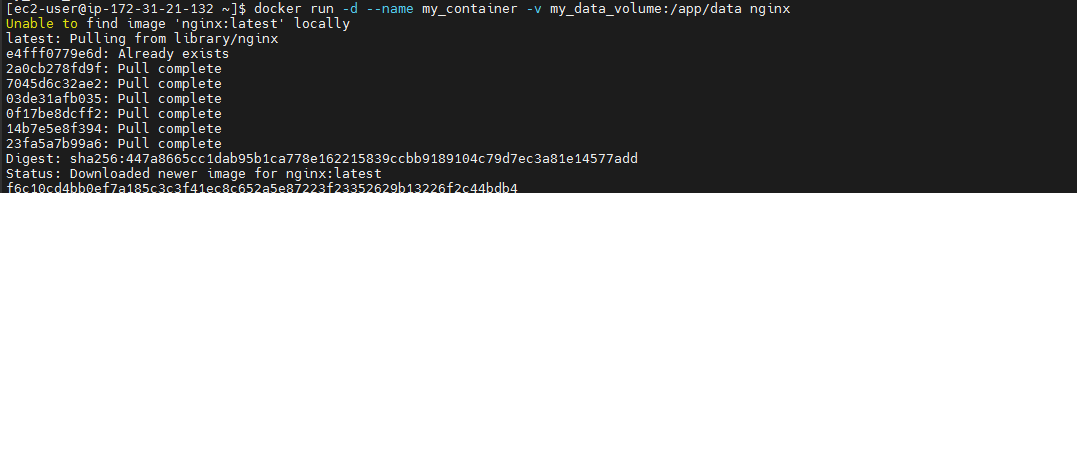 [ec2-user@ip-172-31-21-132 ~]$ docker run -d --name my_container -v my_data_volume:/app/data nginx
Unable to find image 'nginx:latest' locally
latest: Pulling from library/nginx
e4fff0779e6d: Already exists
2a0cb278fd9f: Pull complete
7045d6c32ae2: Pull complete
03de31afb035: Pull complete
0f17be8dcff2: Pull complete
14b7e5e8f394: Pull complete
23fa5a7b99a6: Pull complete
Digest: sha256:447a8665cc1dab95b1ca778e162215839ccbb9189104c79d7ec3a81e14577add
Status: Downloaded newer image for nginx:latest
f6c10cd4bb0ef7a185c3c3f41ec8c652a5e87223f23352629b13226f2c44bdb4